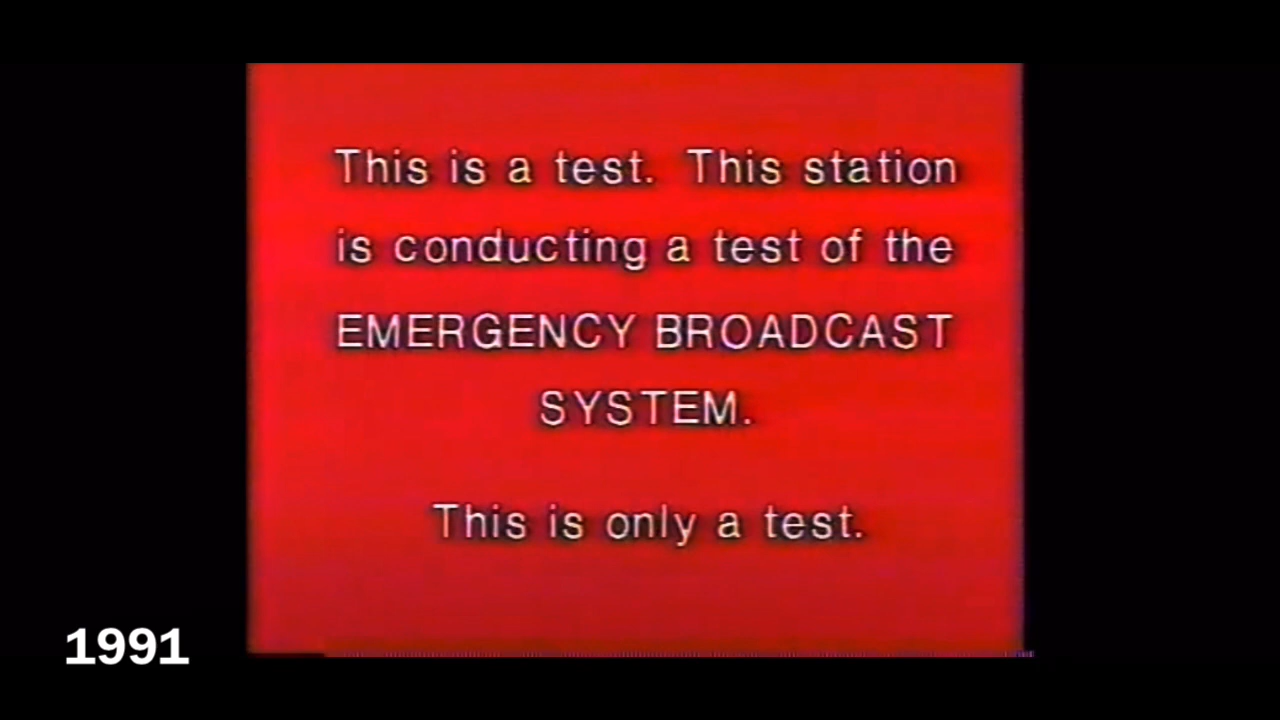 This is a test. This station
is conducting a test of the
EMERGENCY BROADCAST
SYSTEM.
This is only a test.
1991